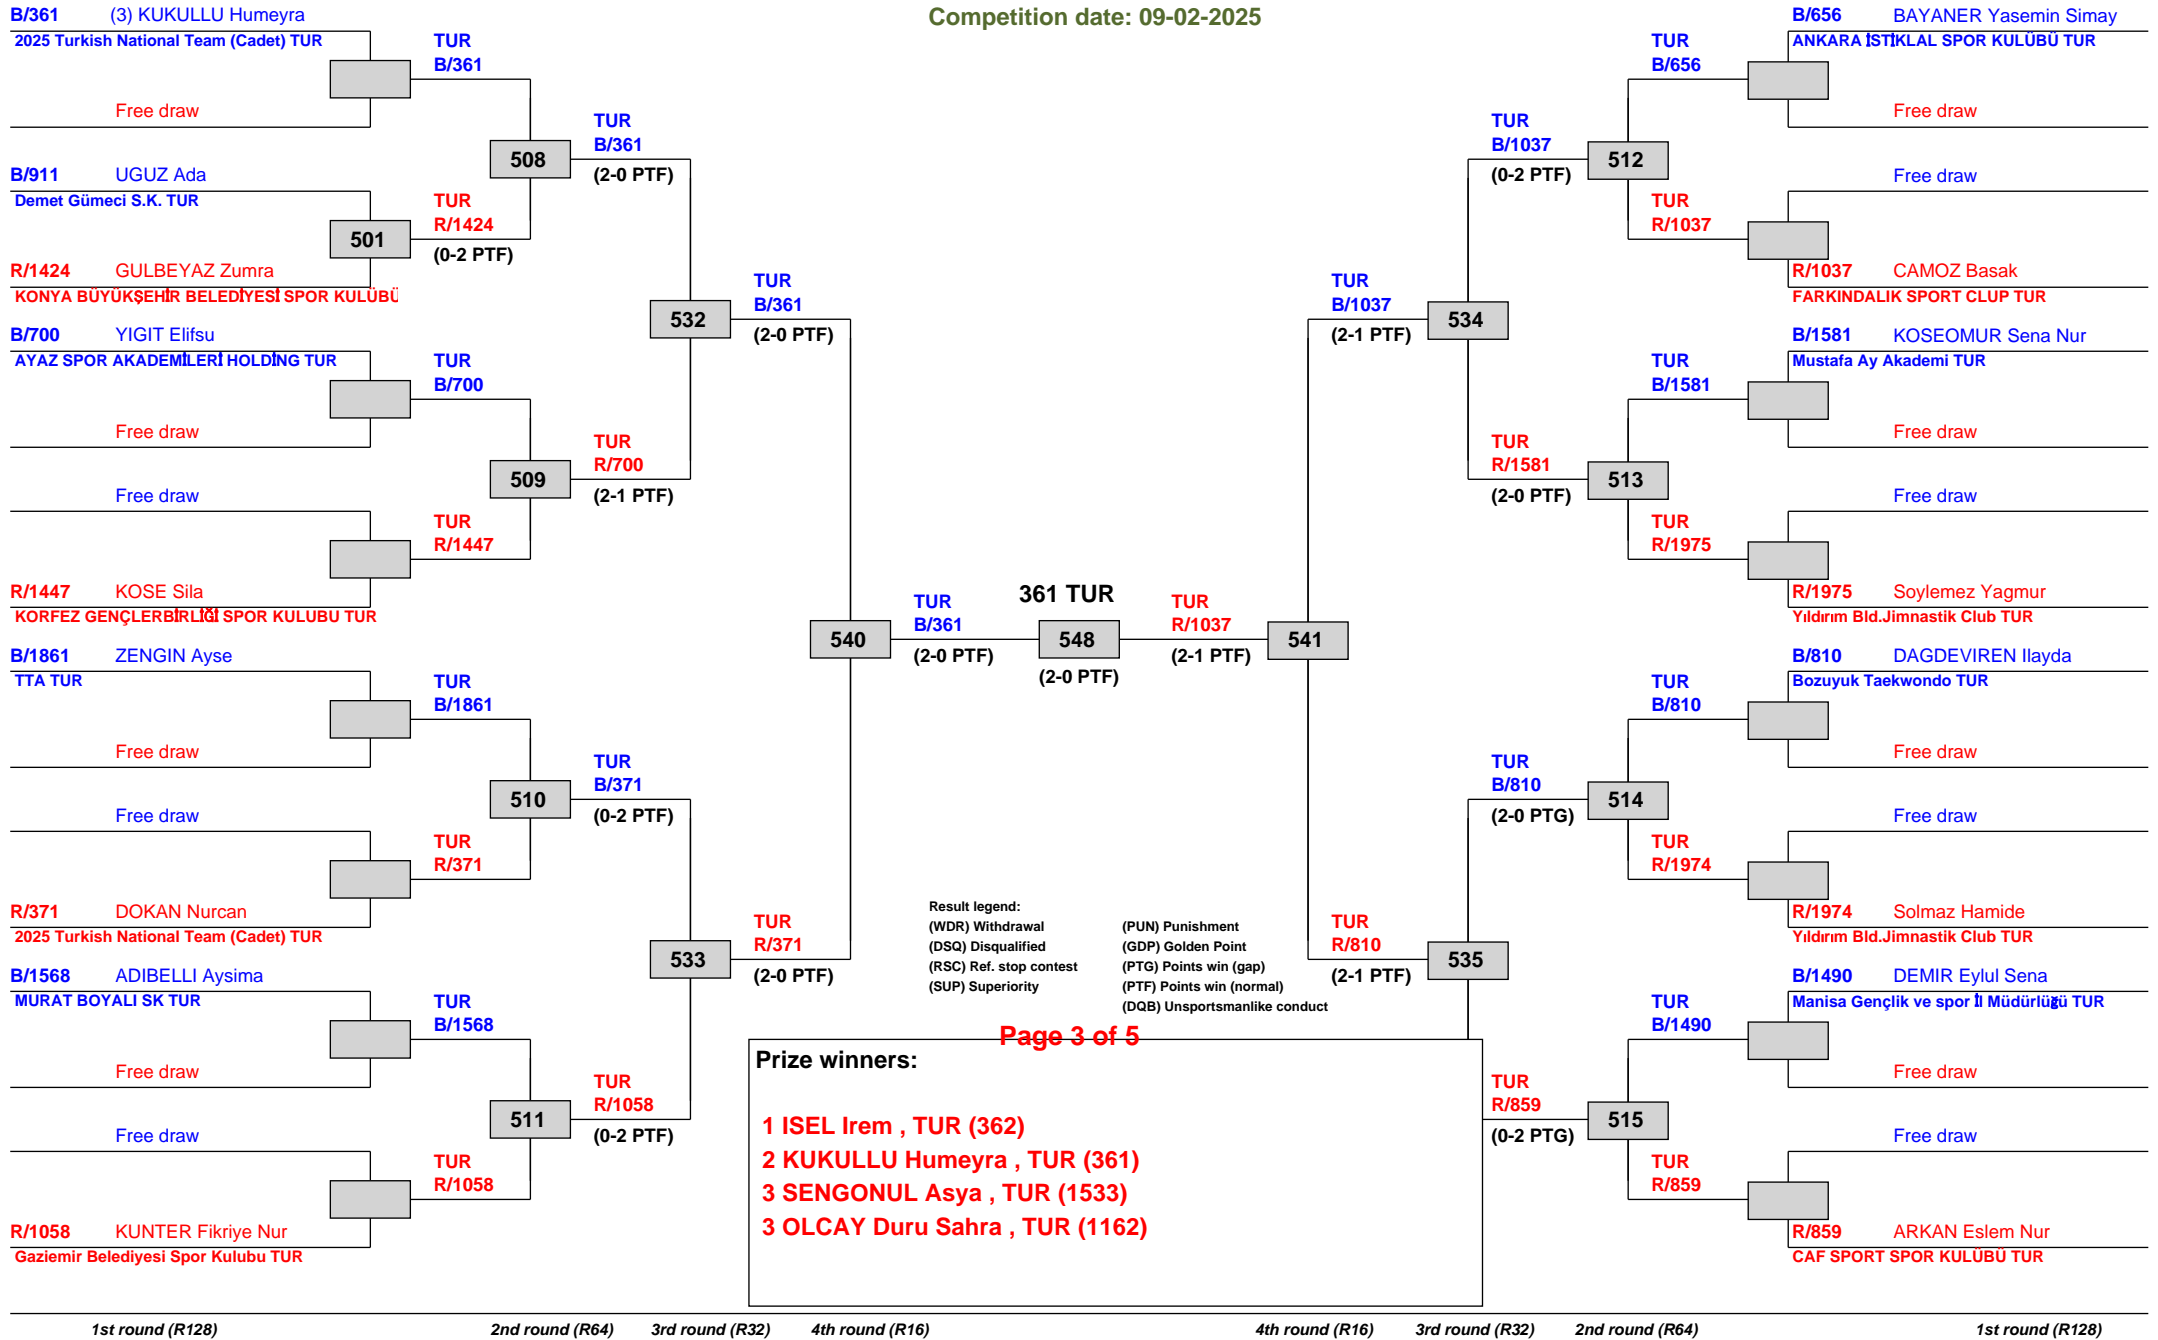 Competition date: 09-02-2025
B/361 (3) KUKULLU Humeyra
2025 Turkish National Team (Cadet) TUR
Free draw
B/911 UGUZ Ada
Demet Gümeci S.K. TUR
R/1424 GULBEYAZ Zumra
KONYA BÜYÜKŞEHİR BELEDİYESİ SPOR KULÜBÜ
B/700 YIGIT Elifsu
AYAZ SPOR AKADEMİLERİ HOLDİNG TUR
Free draw
Free draw
R/1447 KOSE Sila
KORFEZ GENÇLERBİRLİĞİ SPOR KULUBU TUR
B/1861 ZENGIN Ayse
TTA TUR
Free draw
Free draw
R/371 DOKAN Nurcan
2025 Turkish National Team (Cadet) TUR
B/1568 ADIBELLI Aysima
MURAT BOYALI SK TUR
Free draw
Free draw
R/1058 KUNTER Fikriye Nur
Gaziemir Belediyesi Spor Kulubu TUR
TUR
B/361
501
TUR
R/1424
(0-2 PTF)
TUR
B/700
TUR
R/1447
TUR
B/1861
TUR
R/371
TUR
B/1568
TUR
R/1058
508
TUR
B/361
(2-0 PTF)
509
TUR
R/700
(2-1 PTF)
510
TUR
B/371
(0-2 PTF)
511
TUR
R/1058
(0-2 PTF)
532
TUR
B/361
(2-0 PTF)
533
TUR
R/371
(2-0 PTF)
540
TUR
B/361
(2-0 PTF)
361 TUR
548
(2-0 PTF)
TUR
R/1037
(2-1 PTF)
541
TUR
B/1037
(2-1 PTF)
534
TUR
R/810
(2-1 PTF)
535
TUR
B/1037
(0-2 PTF)
512
TUR
R/1581
(2-0 PTF)
513
TUR
B/810
(2-0 PTG)
514
TUR
R/859
(0-2 PTG)
515
TUR
B/656
TUR
R/1037
TUR
B/1581
TUR
R/1975
TUR
B/810
TUR
R/1974
TUR
B/1490
TUR
R/859
B/656 BAYANER Yasemin Simay
ANKARA İSTİKLAL SPOR KULÜBÜ TUR
Free draw
Free draw
R/1037 CAMOZ Basak
FARKINDALIK SPORT CLUP TUR
B/1581 KOSEOMUR Sena Nur
Mustafa Ay Akademi TUR
Free draw
Free draw
R/1975 Soylemez Yagmur
Yıldırım Bld.Jimnastik Club TUR
B/810 DAGDEVIREN Ilayda
Bozuyuk Taekwondo TUR
Free draw
Free draw
R/1974 Solmaz Hamide
Yıldırım Bld.Jimnastik Club TUR
B/1490 DEMIR Eylul Sena
Manisa Gençlik ve spor İl Müdürlüğü TUR
Free draw
Free draw
R/859 ARKAN Eslem Nur
CAF SPORT SPOR KULÜBÜ TUR
Result legend:
(WDR) Withdrawal (PUN) Punishment
(DSQ) Disqualified (GDP) Golden Point
(RSC) Ref. stop contest (PTG) Points win (gap)
(SUP) Superiority (PTF) Points win (normal)
(DQB) Unsportsmanlike conduct
Page 3 of 5
Prize winners:
1 ISEL Irem , TUR (362)
2 KUKULLU Humeyra , TUR (361)
3 SENGONUL Asya , TUR (1533)
3 OLCAY Duru Sahra , TUR (1162)
1st round (R128) 2nd round (R64) 3rd round (R32) 4th round (R16) 4th round (R16) 3rd round (R32) 2nd round (R64) 1st round (R128)